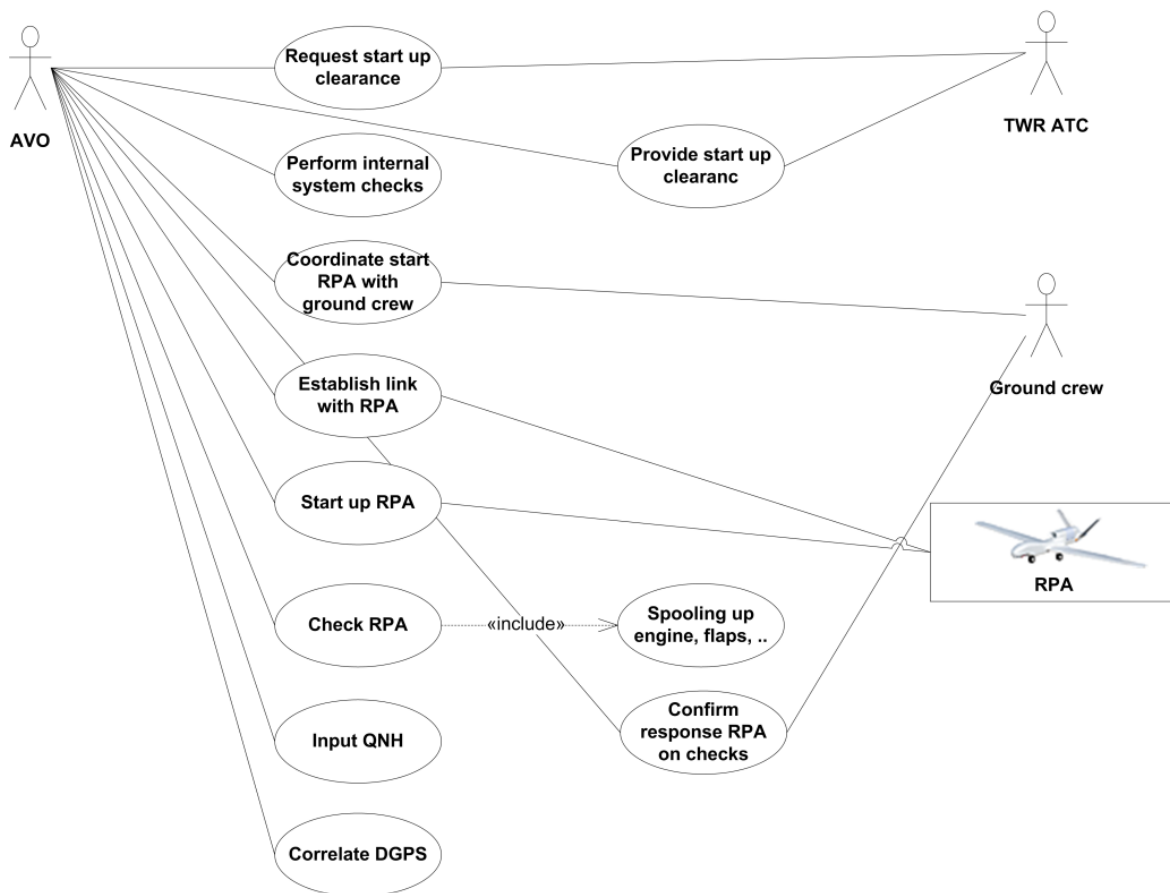 AVO
Request start up
clearance
TWR ATC
Perform internal
system checks
Provide start up
clearanc
Coordinate start
RPA with
ground crew
Ground crew
Establish link
with RPA
Start up RPA
RPA
Check RPA
«include»
Spooling up
engine, flaps, ..
Confirm
response RPA
on checks
Input QNH
Correlate DGPS